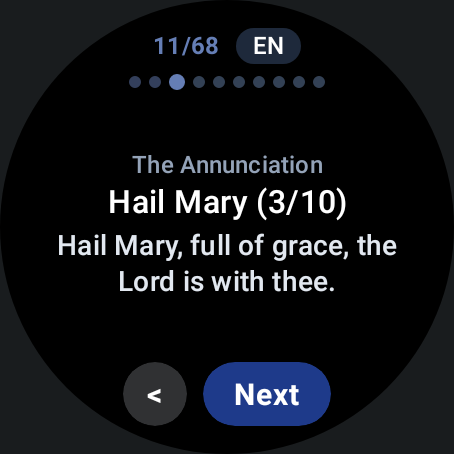 11/68 EN
The Annunciation
Hail Mary (3/10)
Hail Mary, full of grace, the
Lord is with thee.
< Next